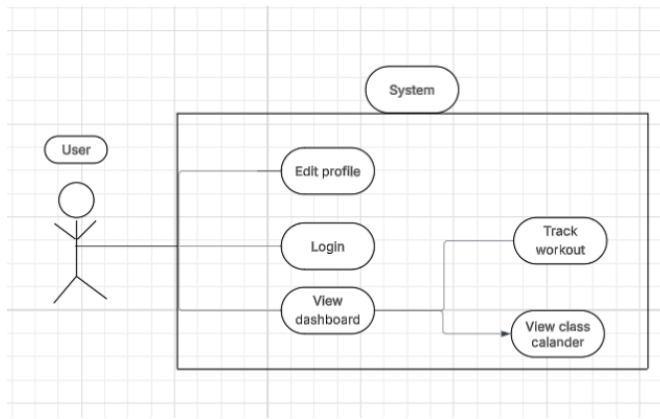 System
User
Edit profile
Login
Track
workout
View
dashboard
View class
calander